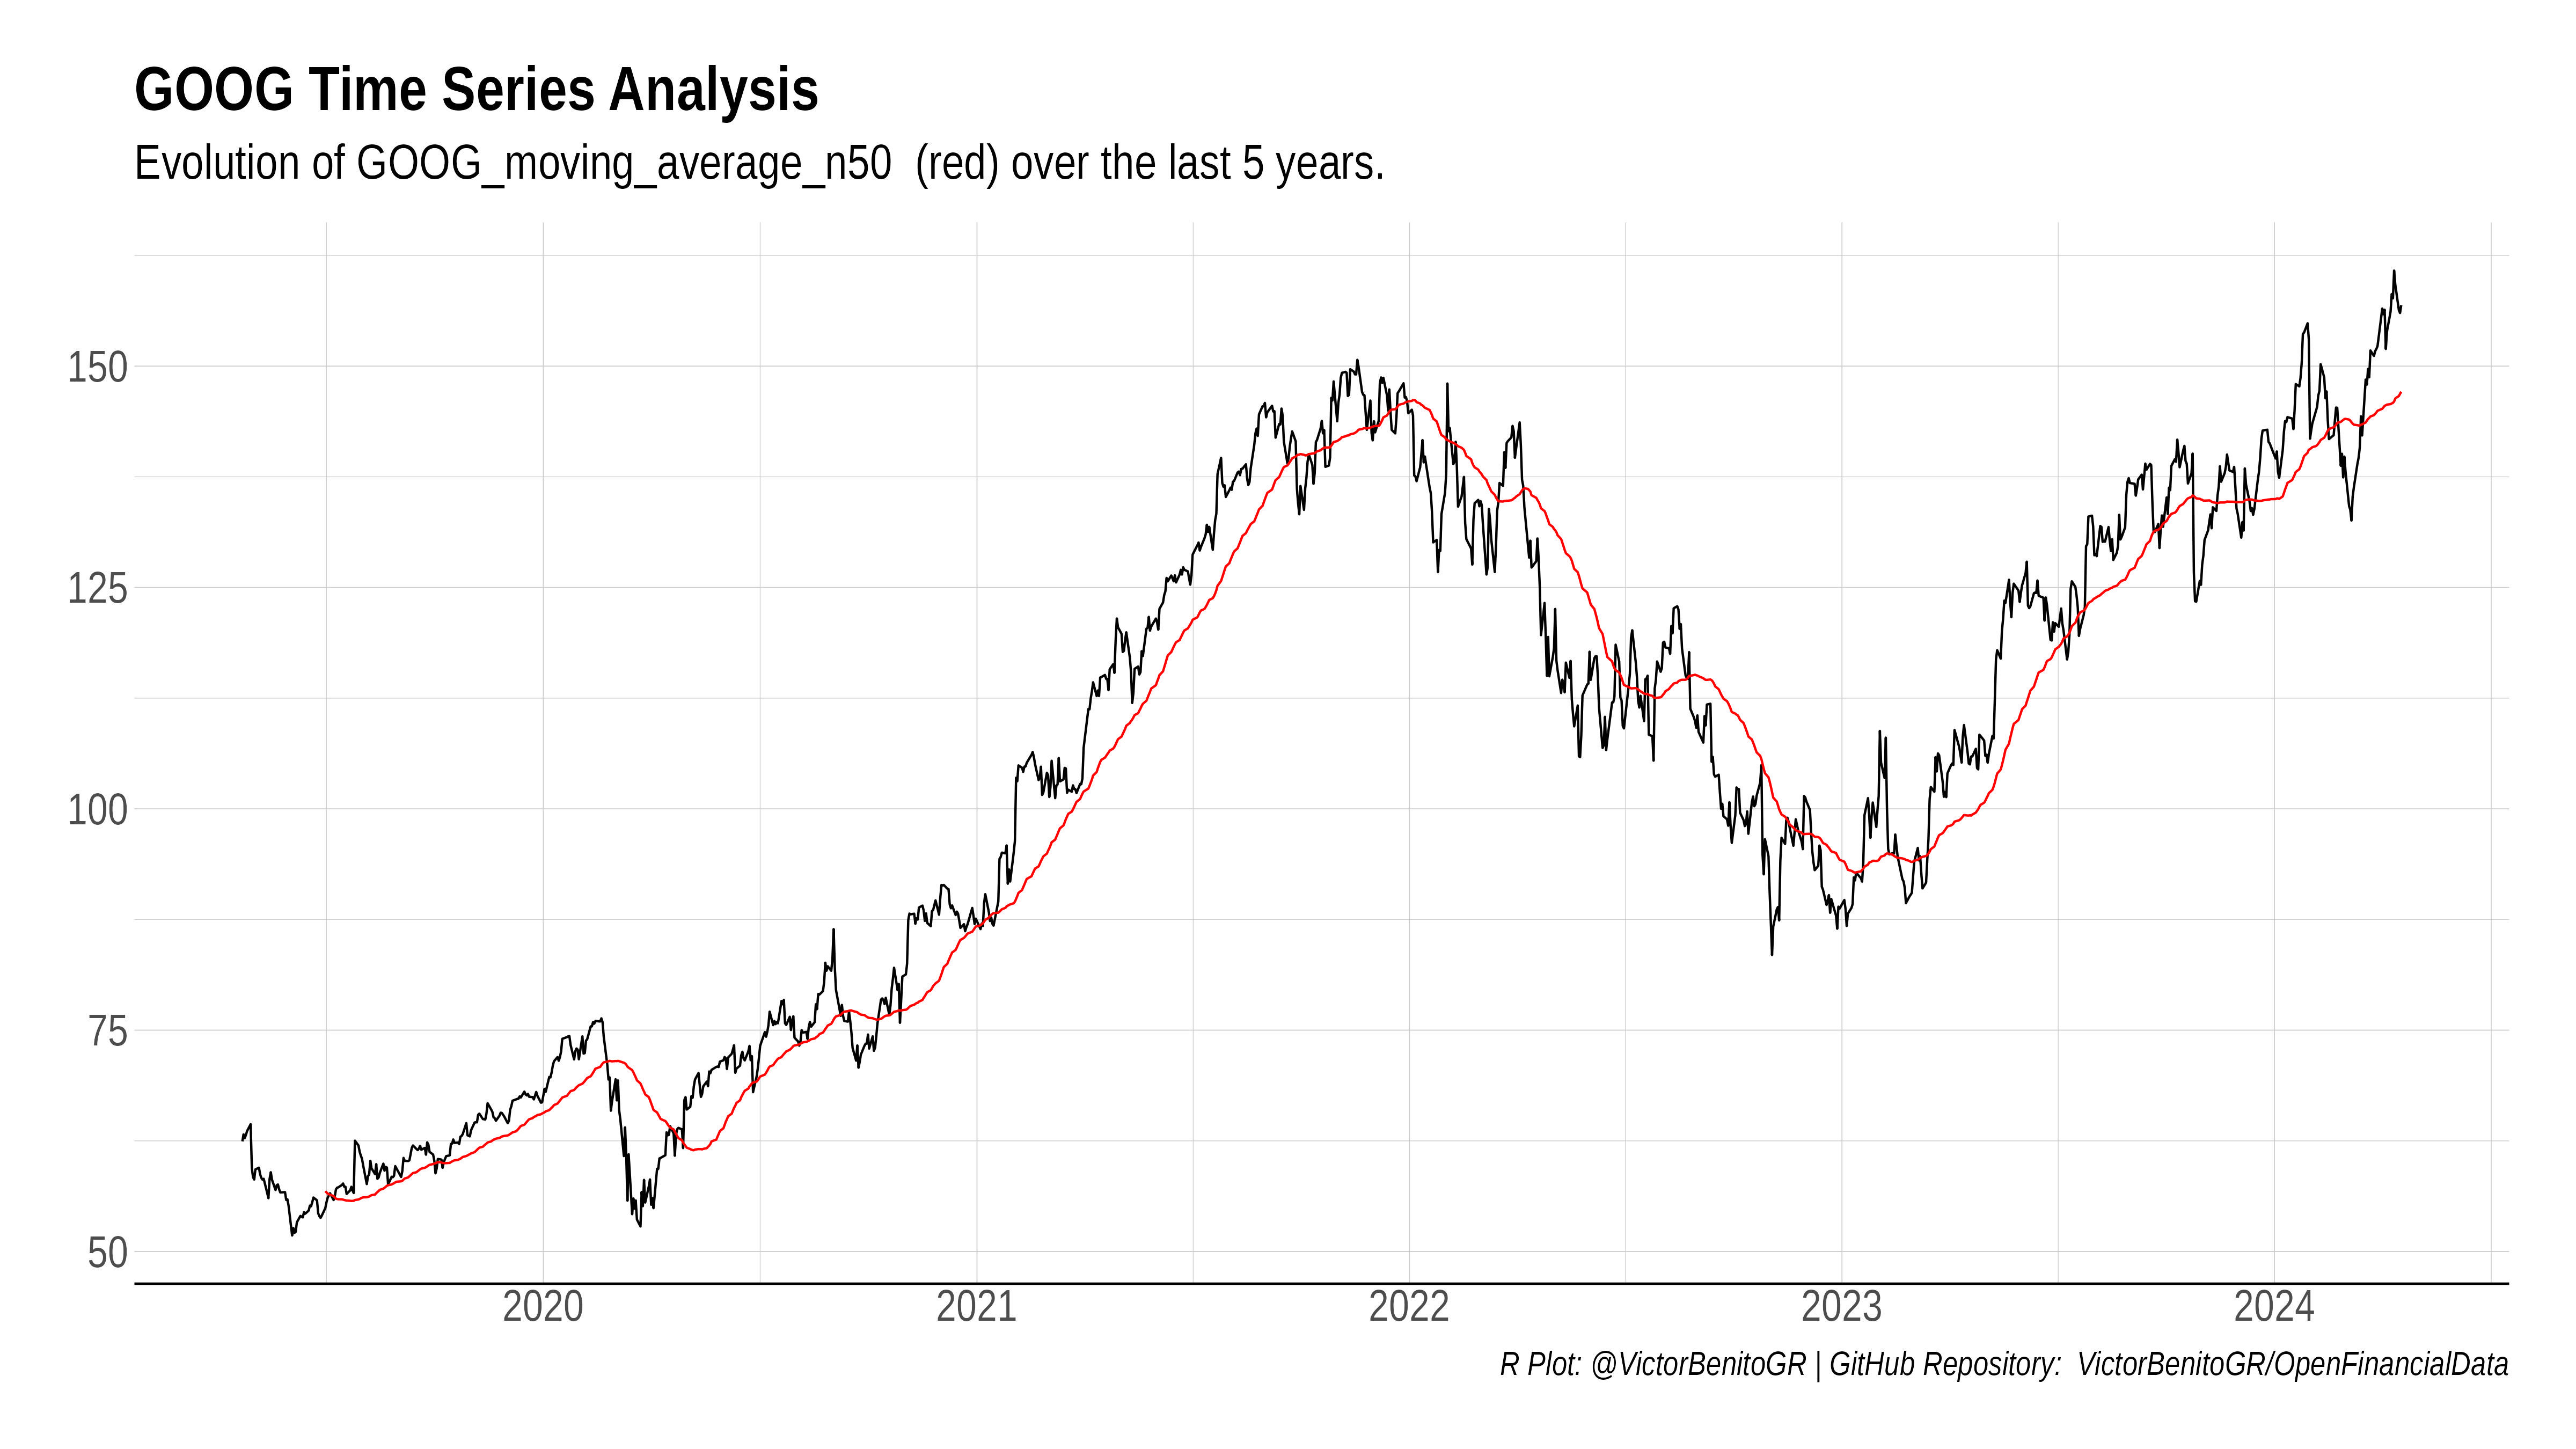 GOOG Time Series Analysis
Evolution of GOOG_moving_average_n50  (red) over the last 5 years.
150
125
100
75
50
2020 2021 2022 2023 2024
R Plot: @VictorBenitoGR | GitHub Repository:  VictorBenitoGR/OpenFinancialData